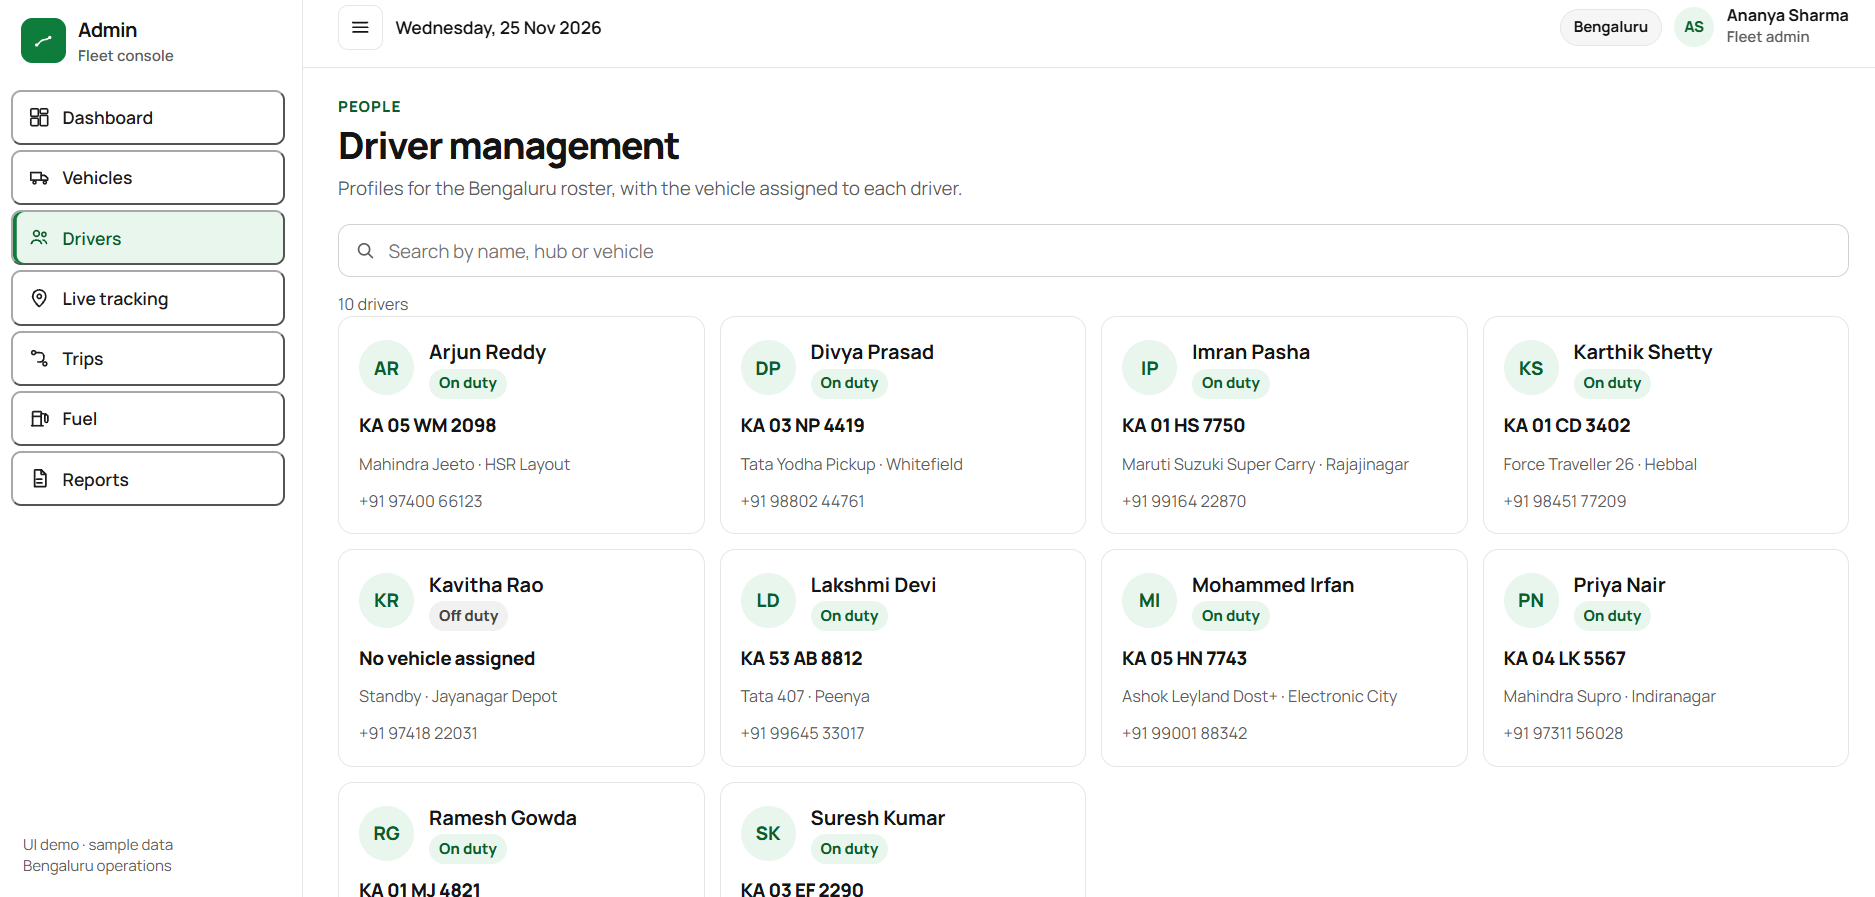 Admin
Fleet console
Dashboard
Vehicles
Drivers
Live tracking
Trips
Fuel
Reports
UI demo · sample data
Bengaluru operations
Wednesday, 25 Nov 2026
Bengaluru
AS
Ananya Sharma
Fleet admin
PEOPLE
Driver management
Profiles for the Bengaluru roster, with the vehicle assigned to each driver.
Search by name, hub or vehicle
10 drivers
AR
Arjun Reddy
On duty
KA 05 WM 2098
Mahindra Jeeto · HSR Layout
+91 97400 66123
DP
Divya Prasad
On duty
KA 03 NP 4419
Tata Yodha Pickup · Whitefield
+91 98802 44761
IP
Imran Pasha
On duty
KA 01 HS 7750
Maruti Suzuki Super Carry · Rajajinagar
+91 99164 22870
KS
Karthik Shetty
On duty
KA 01 CD 3402
Force Traveller 26 · Hebbal
+91 98451 77209
KR
Kavitha Rao
Off duty
No vehicle assigned
Standby · Jayanagar Depot
+91 97418 22031
LD
Lakshmi Devi
On duty
KA 53 AB 8812
Tata 407 · Peenya
+91 99645 33017
MI
Mohammed Irfan
On duty
KA 05 HN 7743
Ashok Leyland Dost+ · Electronic City
+91 99001 88342
PN
Priya Nair
On duty
KA 04 LK 5567
Mahindra Supro · Indiranagar
+91 97311 56028
RG
Ramesh Gowda
On duty
KA 01 MJ 4821
SK
Suresh Kumar
On duty
KA 03 EF 2290